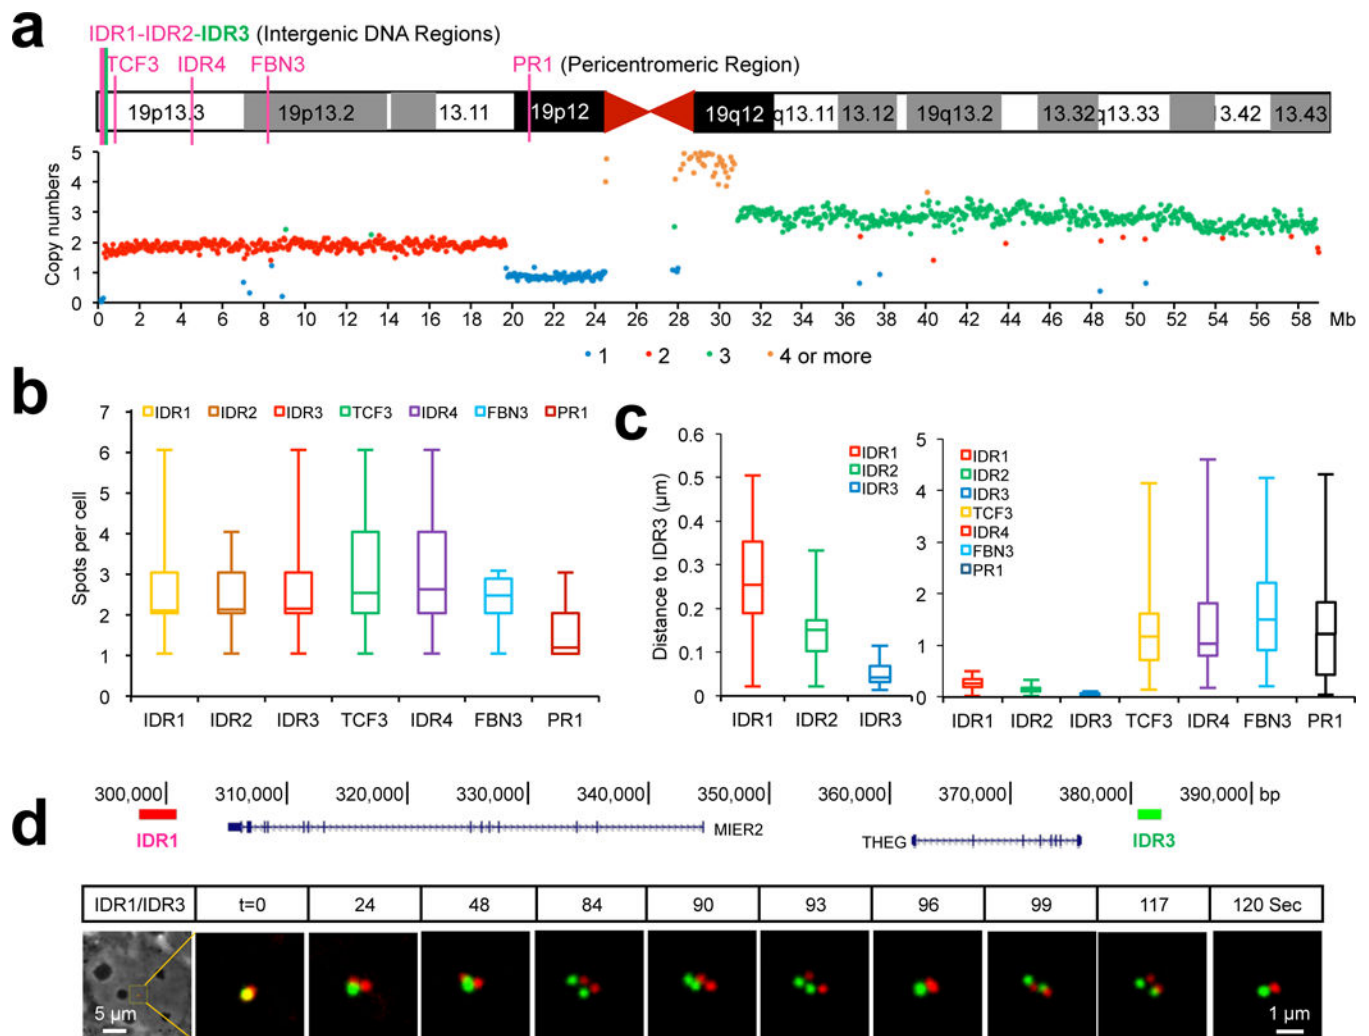 a
IDR1-IDR2-IDR3 (Intergenic DNA Regions)
TCF3 IDR4 FBN3 PR1 (Pericentromeric Region)
19p13.3 19p13.2 13.11 19p12 19q12 q13.11 13.12 19q13.2 13.32 q13.33 13.42 13.43
Copy numbers
5
4
3
2
1
0
0 2 4 6 8 10 12 14 16 18 20 22 24 26 28 30 32 34 36 38 40 42 44 46 48 50 52 54 56 58 Mb
1 2 3 4 or more
b
Spots per cell
7
6
5
4
3
2
1
0
IDR1 IDR2 IDR3 TCF3 IDR4 FBN3 PR1
IDR1 IDR2 IDR3 TCF3 IDR4 FBN3 PR1
c
Distance to IDR3 (μm)
0.6
0.5
0.4
0.3
0.2
0.1
0
IDR1
IDR2
IDR3
IDR1 IDR2 IDR3
5
4
3
2
1
0
IDR1
IDR2
IDR3
TCF3
IDR4
FBN3
PR1
IDR1 IDR2 IDR3 TCF3 IDR4 FBN3 PR1
d
300,000 310,000 320,000 330,000 340,000 350,000 360,000 370,000 380,000 390,000 bp
MIER2
THEG
IDR1 IDR3
IDR1/IDR3 t=0 24 48 84 90 93 96 99 117 120 Sec
5 μm 1 μm